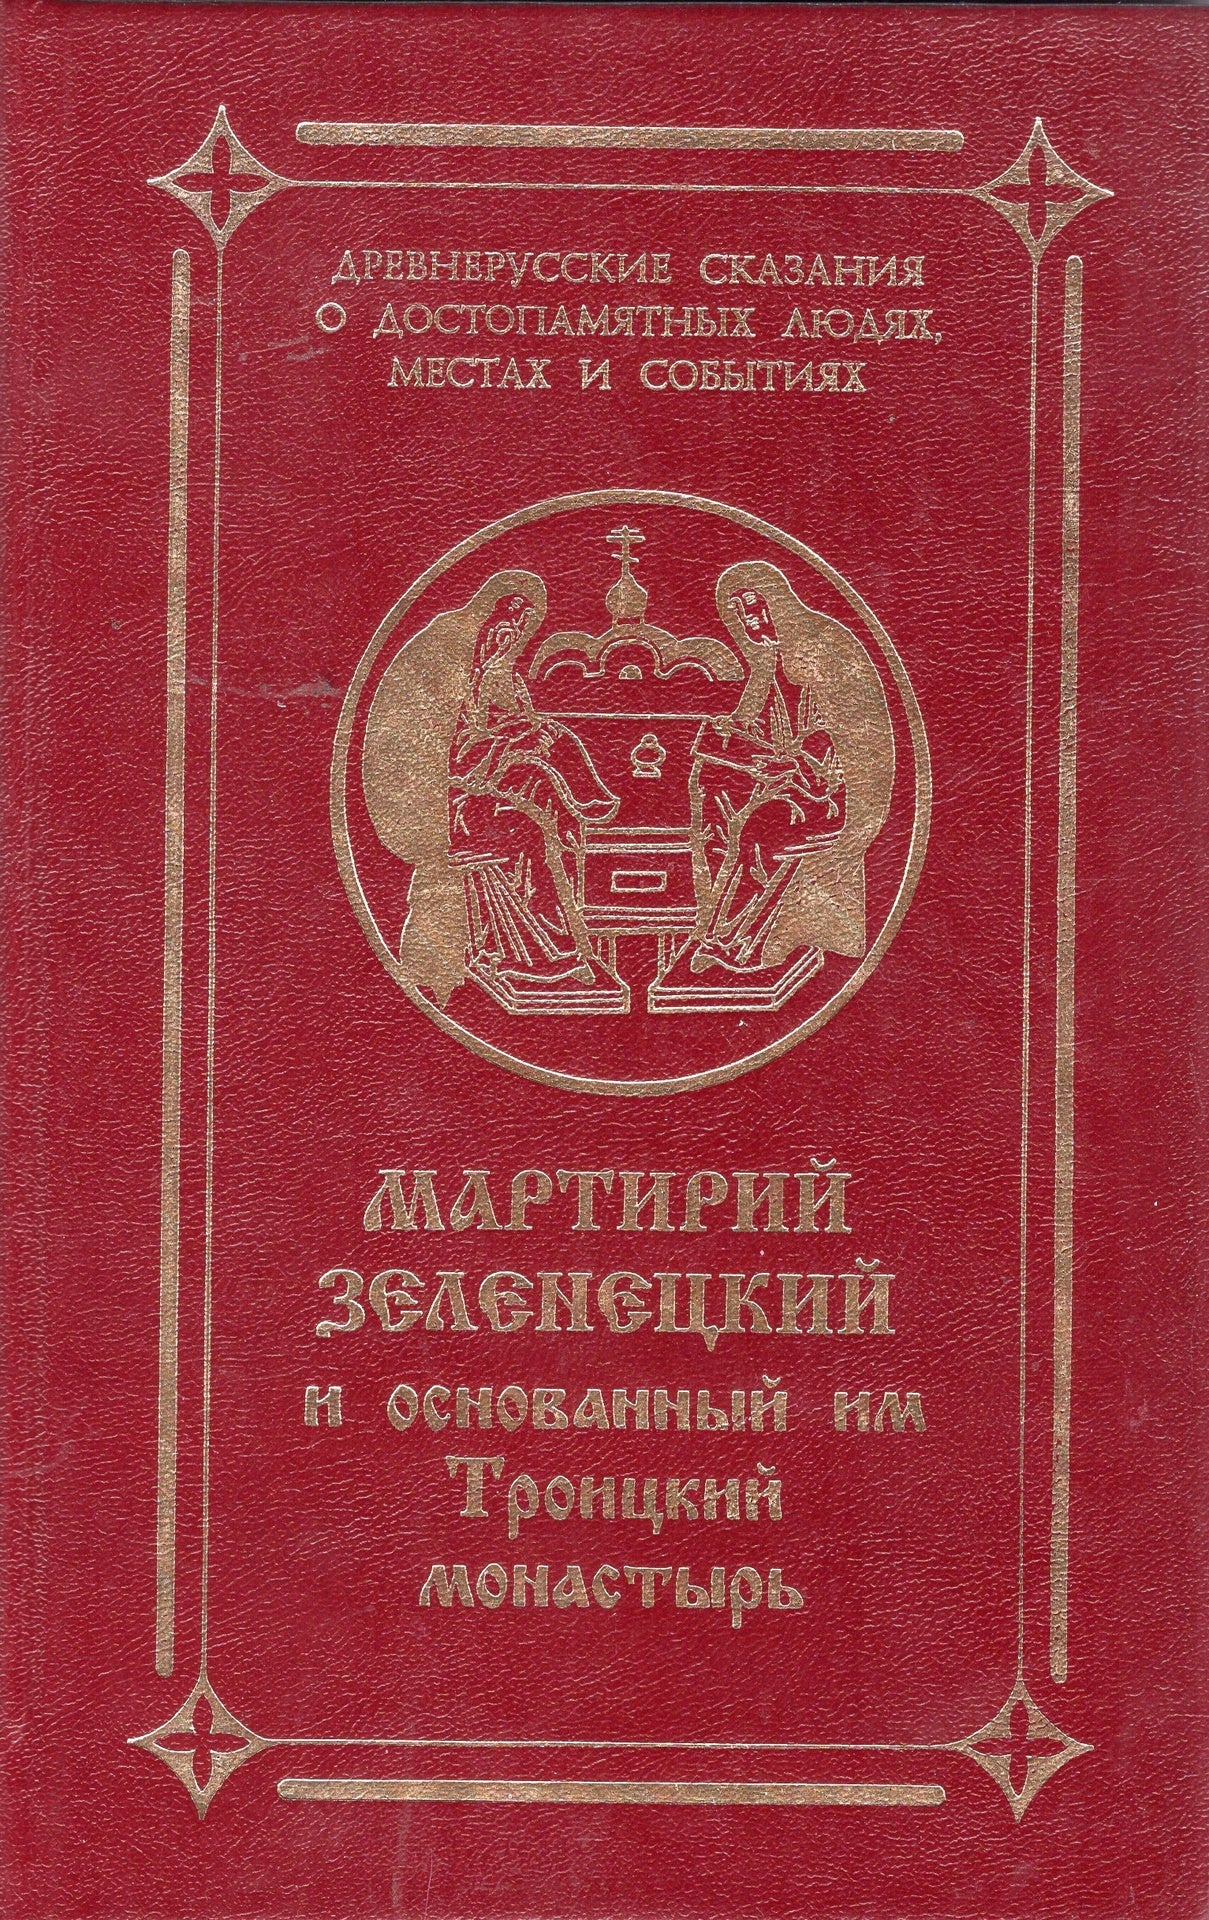 ДРЕВНЕРУССКИЕ СКАЗАНИЯ
О ДОСТОПАМЯТНЫХ ЛЮДЯХ,
МЕСТАХ И СОБЫТИЯХ
МАРТИРИЙ
ЗЕЛЕНЕЦКИЙ
и основанный им
Троицкий
монастырь